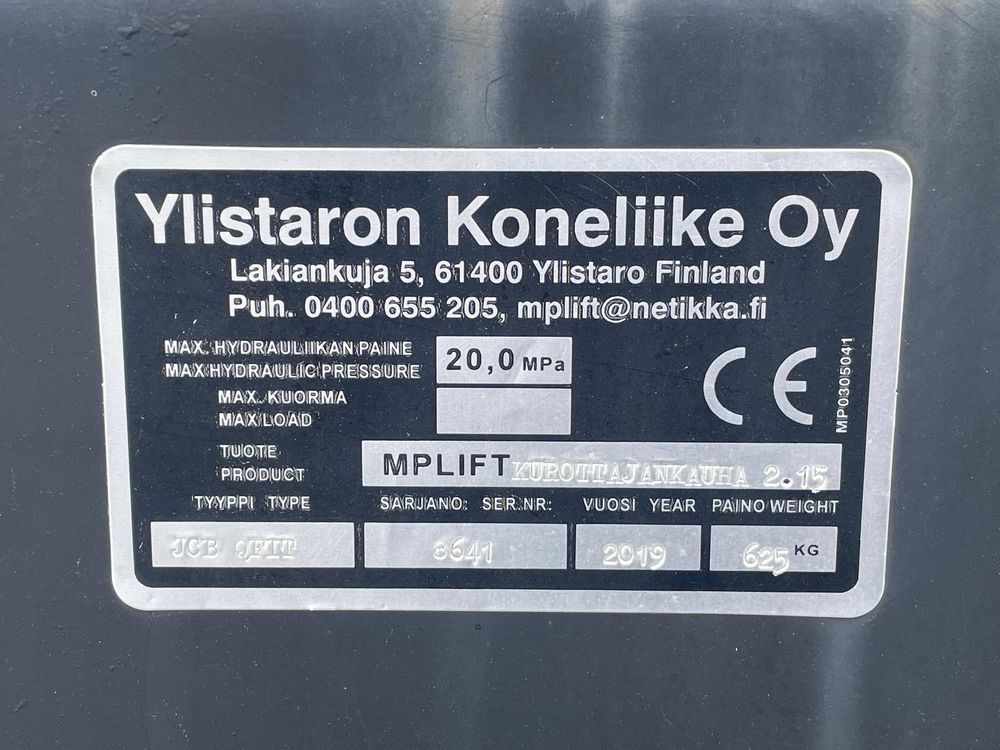 Ylistaron Koneliike Oy
Lakiankuja 5, 61400 Ylistaro Finland
Puh. 0400 655 205, mplift@netikka.fi
MAX. HYDRAULIIKAN PAINE
MAX HYDRAULIC PRESSURE
20,0 MPa
MAX. KUORMA
MAX LOAD
CE
MP0305041
TUOTE
PRODUCT
MPLIFT KUROTTAJANKAUHA 2.15
TYYPPI TYPE SARJANO: SER.NR: VUOSI YEAR PAINO WEIGHT
JCB QFIT 8641 2019 625 KG